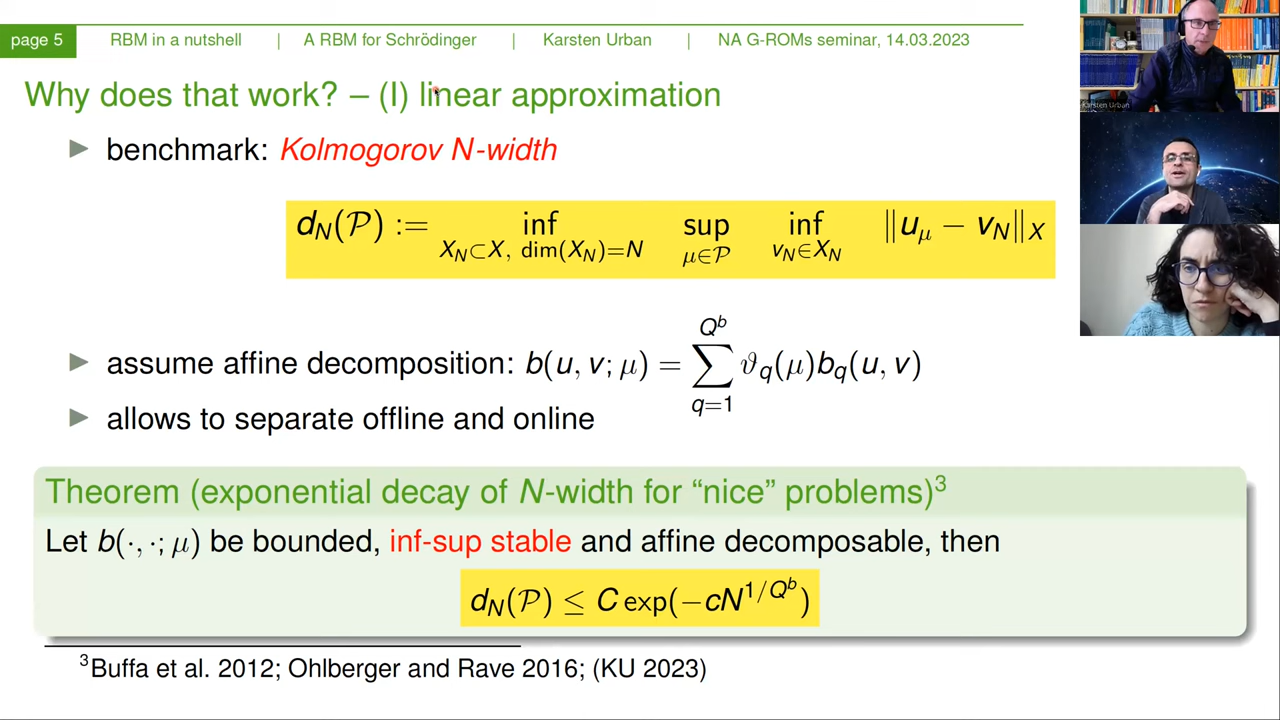 page 5 RBM in a nutshell | A RBM for Schrödinger | Karsten Urban | NA G-ROMs seminar, 14.03.2023
Why does that work? – (I) linear approximation
▶ benchmark: Kolmogorov N-width
d_N(𝒫) := inf_{X_N⊂X, dim(X_N)=N} sup_{μ∈𝒫} inf_{v_N∈X_N} ‖u_μ − v_N‖_X
▶ assume affine decomposition: b(u, v; μ) = ∑_{q=1}^{Q^b} ϑ_q(μ)b_q(u, v)
▶ allows to separate offline and online
Theorem (exponential decay of N-width for “nice” problems)³
Let b(·, ·; μ) be bounded, inf-sup stable and affine decomposable, then
d_N(𝒫) ≤ C exp(−cN^{1/Q^b})
³Buffa et al. 2012; Ohlberger and Rave 2016; (KU 2023)
Karsten Urban